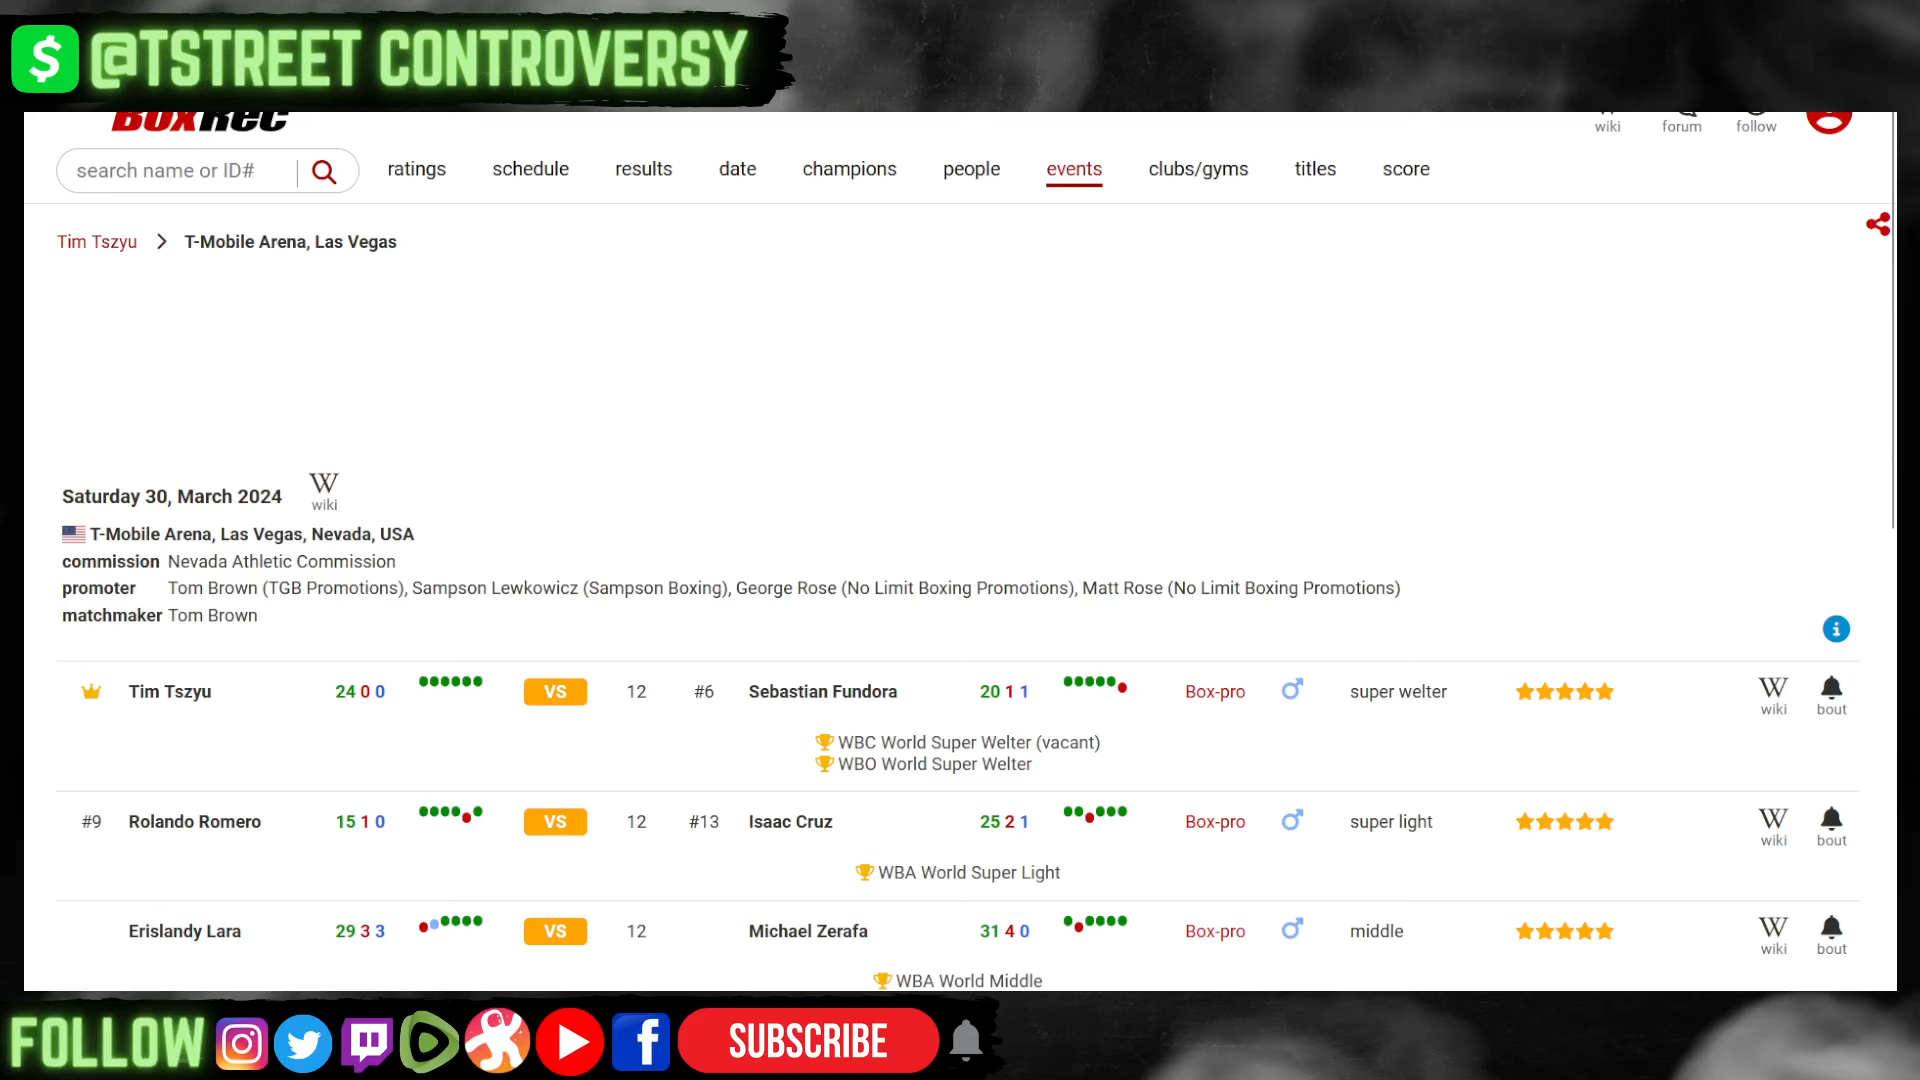 $ @TSTREET CONTROVERSY
BOXREC
wiki forum follow
search name or ID# ratings schedule results date champions people events clubs/gyms titles score
Tim Tszyu > T-Mobile Arena, Las Vegas
Saturday 30, March 2024 W wiki
T-Mobile Arena, Las Vegas, Nevada, USA
commission Nevada Athletic Commission
promoter Tom Brown (TGB Promotions), Sampson Lewkowicz (Sampson Boxing), George Rose (No Limit Boxing Promotions), Matt Rose (No Limit Boxing Promotions)
matchmaker Tom Brown
i
Tim Tszyu 24 0 0 VS 12 #6 Sebastian Fundora 20 1 1 Box-pro super welter W wiki bout
WBC World Super Welter (vacant)
WBO World Super Welter
#9 Rolando Romero 15 1 0 VS 12 #13 Isaac Cruz 25 2 1 Box-pro super light W wiki bout
WBA World Super Light
Erislandy Lara 29 3 3 VS 12 Michael Zerafa 31 4 0 Box-pro middle W wiki bout
WBA World Middle
FOLLOW f SUBSCRIBE